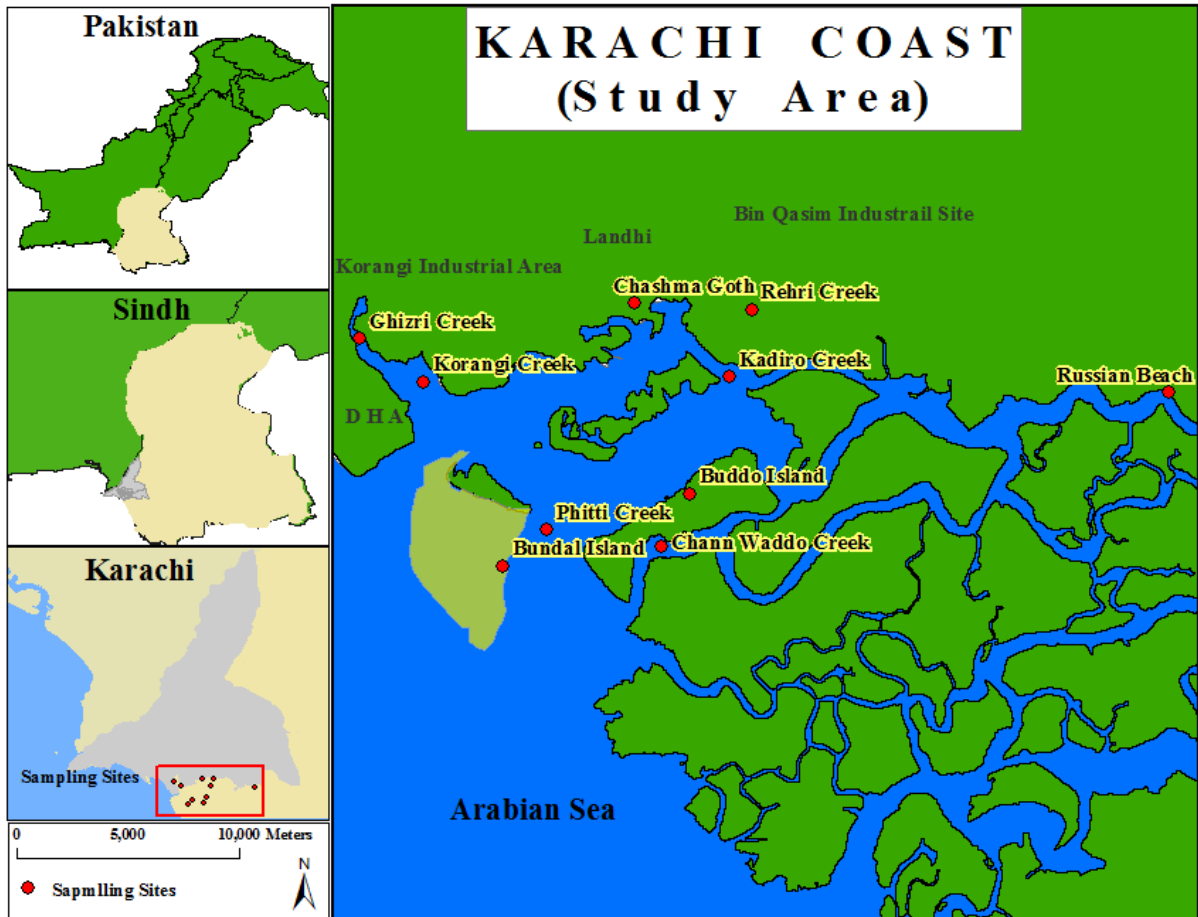 Pakistan
Sindh
Karachi
Sampling Sites
0 5,000 10,000 Meters
N
Sapmlling Sites
KARACHI COAST
(Study Area)
Bin Qasim Industrail Site
Landhi
Korangi Industrial Area
Chashma Goth
Rehri Creek
Ghizri Creek
Korangi Creek
Kadiro Creek
Russian Beach
DHA
Buddo Island
Phitti Creek
Chann Waddo Creek
Bundal Island
Arabian Sea